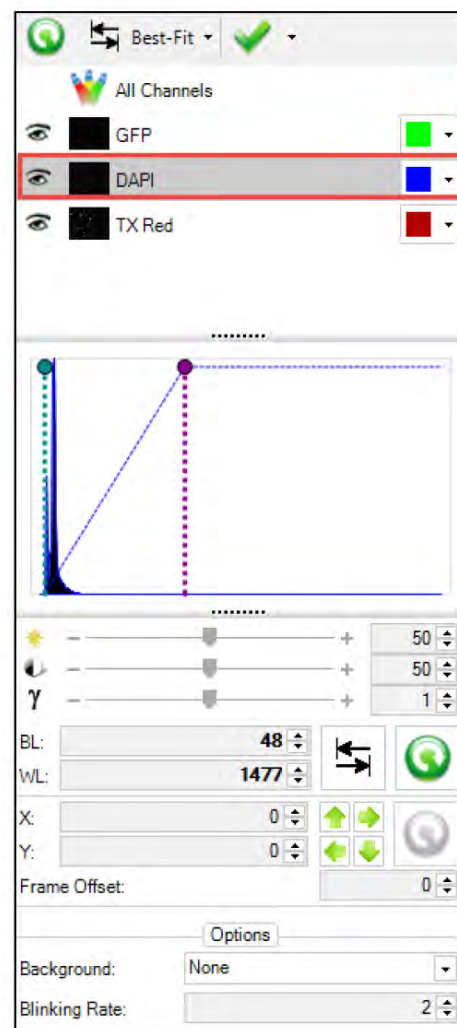 Best-Fit
All Channels
GFP
DAPI
TX Red
− + 50
− + 50
γ − + 1
BL: 48
WL: 1477
X: 0
Y: 0
Frame Offset: 0
Options
Background: None
Blinking Rate: 2